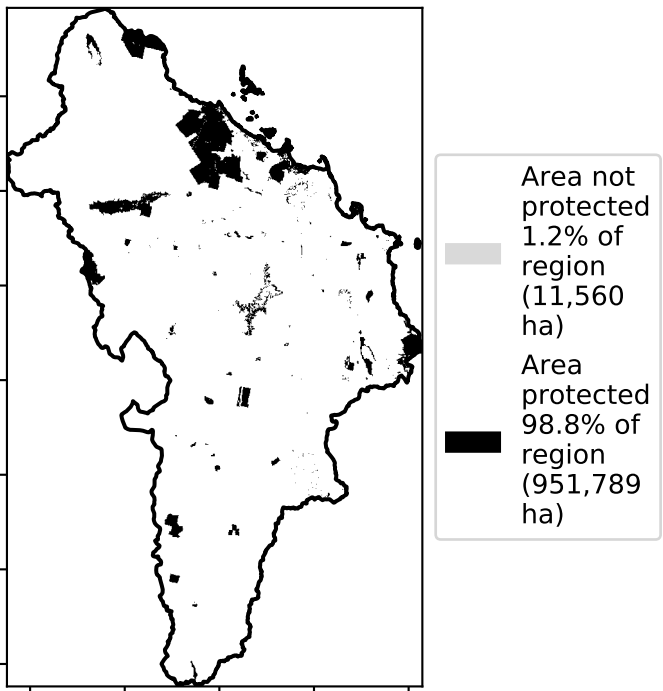 Area not
protected
1.2% of
region
(11,560
ha)
Area
protected
98.8% of
region
(951,789
ha)